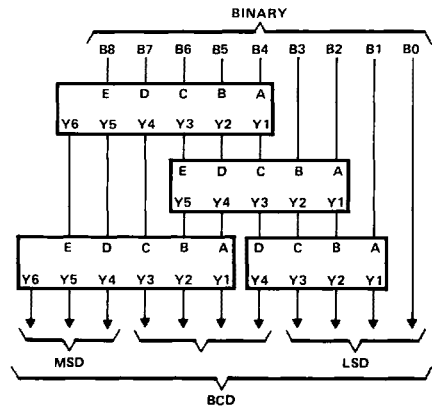 BINARY
B8 B7 B6 B5 B4 B3 B2 B1 B0
E D C B A
Y6 Y5 Y4 Y3 Y2 Y1
E D C B A
Y5 Y4 Y3 Y2 Y1
E D C B A D C B A
Y6 Y5 Y4 Y3 Y2 Y1 Y4 Y3 Y2 Y1
MSD LSD
BCD